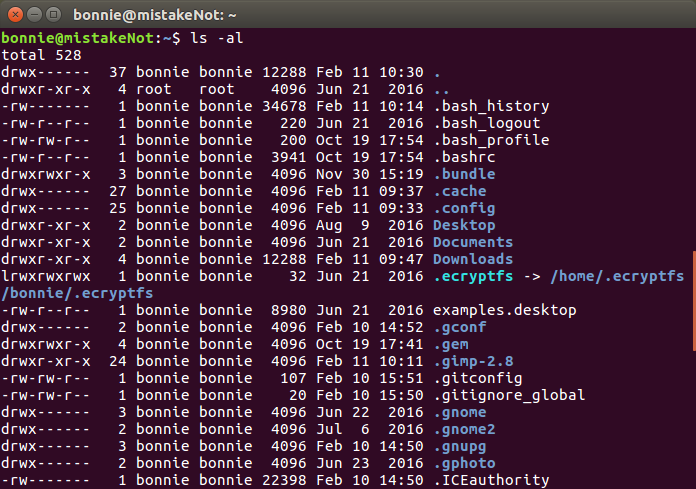 bonnie@mistakeNot: ~
bonnie@mistakeNot:~$ ls -al
total 528
drwx------  37 bonnie bonnie 12288 Feb 11 10:30 .
drwxr-xr-x   4 root   root    4096 Jun 21  2016 ..
-rw-------   1 bonnie bonnie 34678 Feb 11 10:14 .bash_history
-rw-r--r--   1 bonnie bonnie   220 Jun 21  2016 .bash_logout
-rw-rw-r--   1 bonnie bonnie   200 Oct 19 17:54 .bash_profile
-rw-r--r--   1 bonnie bonnie  3941 Oct 19 17:54 .bashrc
drwxrwxr-x   3 bonnie bonnie  4096 Nov 30 15:19 .bundle
drwx------  27 bonnie bonnie  4096 Feb 11 09:37 .cache
drwx------  25 bonnie bonnie  4096 Feb 11 09:33 .config
drwxr-xr-x   2 bonnie bonnie  4096 Aug  9  2016 Desktop
drwxr-xr-x   2 bonnie bonnie  4096 Jun 21  2016 Documents
drwxr-xr-x   4 bonnie bonnie 12288 Feb 11 09:47 Downloads
lrwxrwxrwx   1 bonnie bonnie    32 Jun 21  2016 .ecryptfs -> /home/.ecryptfs
/bonnie/.ecryptfs
-rw-r--r--   1 bonnie bonnie  8980 Jun 21  2016 examples.desktop
drwx------   2 bonnie bonnie  4096 Feb 10 14:52 .gconf
drwxrwxr-x   4 bonnie bonnie  4096 Oct 19 17:41 .gem
drwxr-xr-x  24 bonnie bonnie  4096 Feb 11 10:11 .gimp-2.8
-rw-rw-r--   1 bonnie bonnie   107 Feb 10 15:51 .gitconfig
-rw-rw-r--   1 bonnie bonnie    20 Feb 10 15:50 .gitignore_global
drwx------   3 bonnie bonnie  4096 Jun 22  2016 .gnome
drwx------   2 bonnie bonnie  4096 Jul  6  2016 .gnome2
drwx------   3 bonnie bonnie  4096 Feb 10 14:50 .gnupg
drwxrwxr-x   2 bonnie bonnie  4096 Jun 23  2016 .gphoto
-rw-------   1 bonnie bonnie 22398 Feb 10 14:50 .ICEauthority